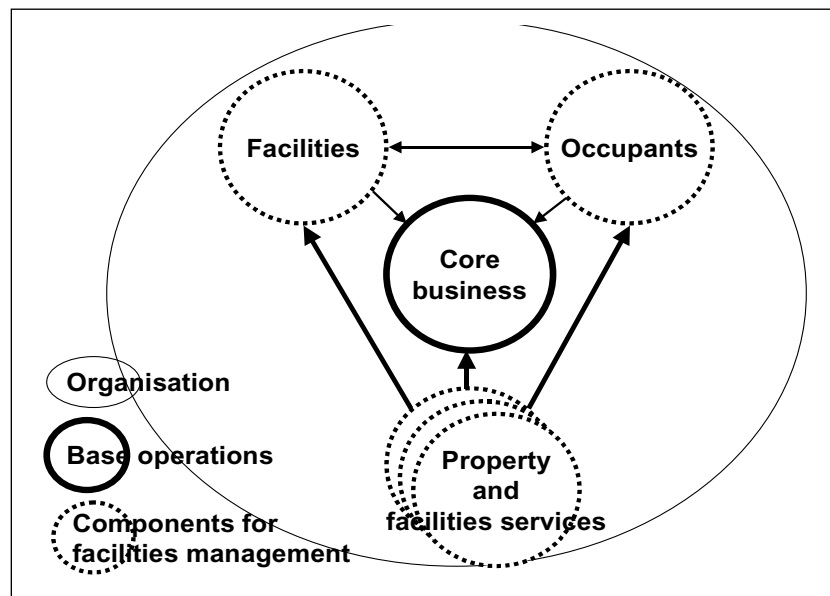 Facilities
Occupants
Core
business
Organisation
Base operations
Property
and
facilities services
Components for
facilities management